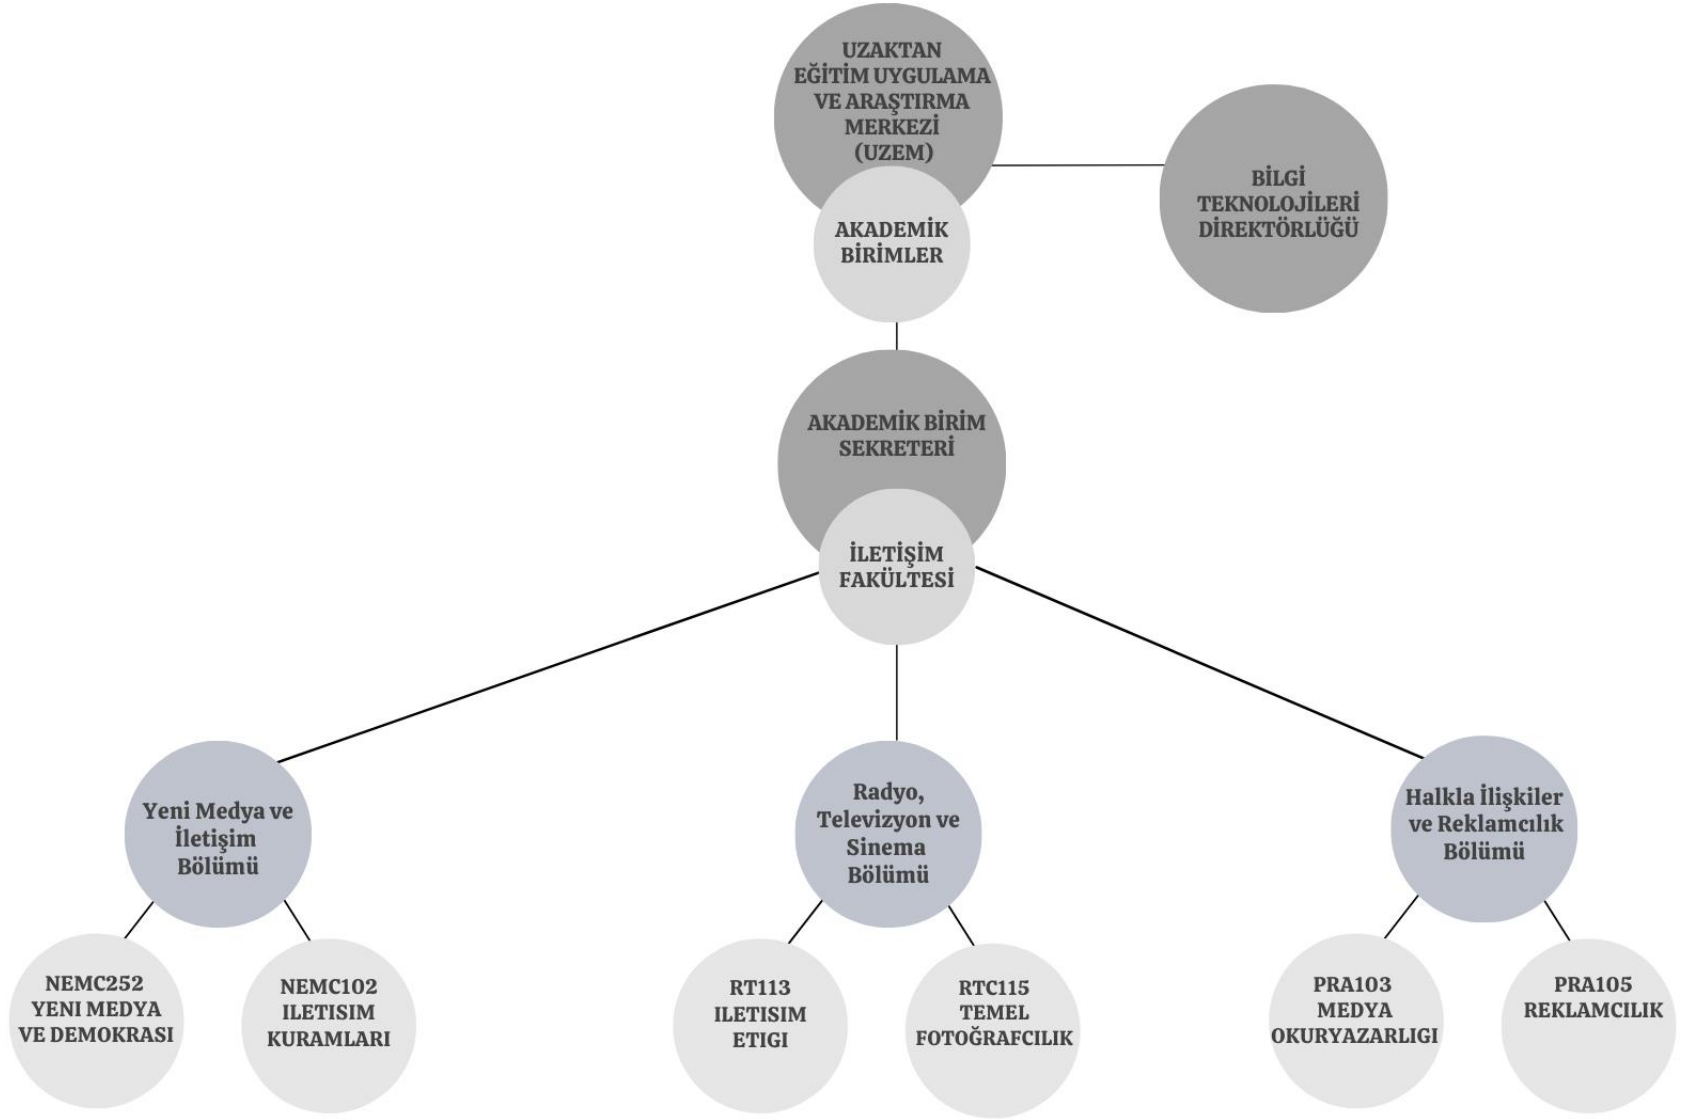 UZAKTAN
EĞİTİM UYGULAMA
VE ARAŞTIRMA
MERKEZİ
(UZEM)
BİLGİ
TEKNOLOJİLERİ
DİREKTÖRLÜĞÜ
AKADEMİK
BİRİMLER
AKADEMİK BİRİM
SEKRETERİ
İLETİŞİM
FAKÜLTESİ
Yeni Medya ve
İletişim
Bölümü
Radyo,
Televizyon ve
Sinema
Bölümü
Halkla İlişkiler
ve Reklamcılık
Bölümü
NEMC252
YENI MEDYA
VE DEMOKRASI
NEMC102
ILETISIM
KURAMLARI
RT113
ILETISIM
ETIGI
RTC115
TEMEL
FOTOĞRAFCILIK
PRA103
MEDYA
OKURYAZARLIGI
PRA105
REKLAMCILIK